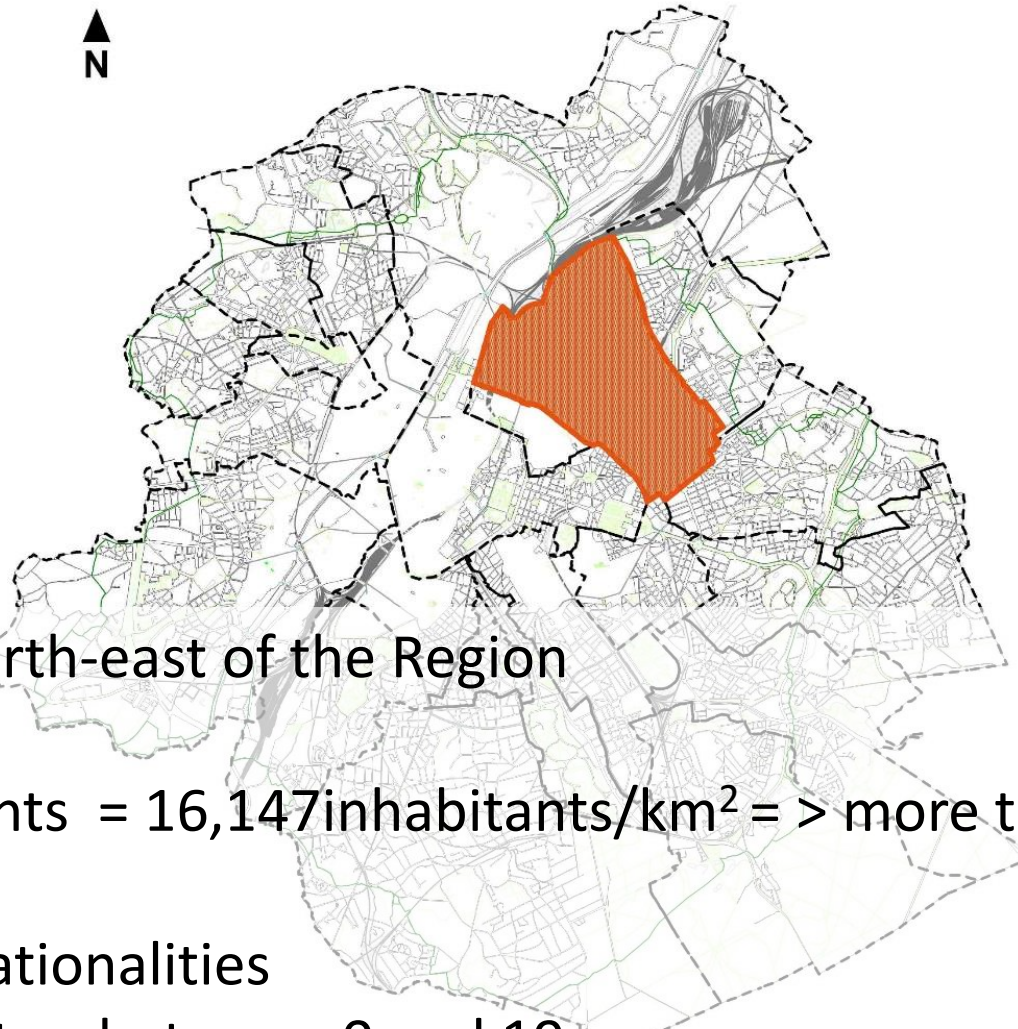 N
rth-east of the Region
nts = 16,147inhabitants/km² = > more t
ationalities